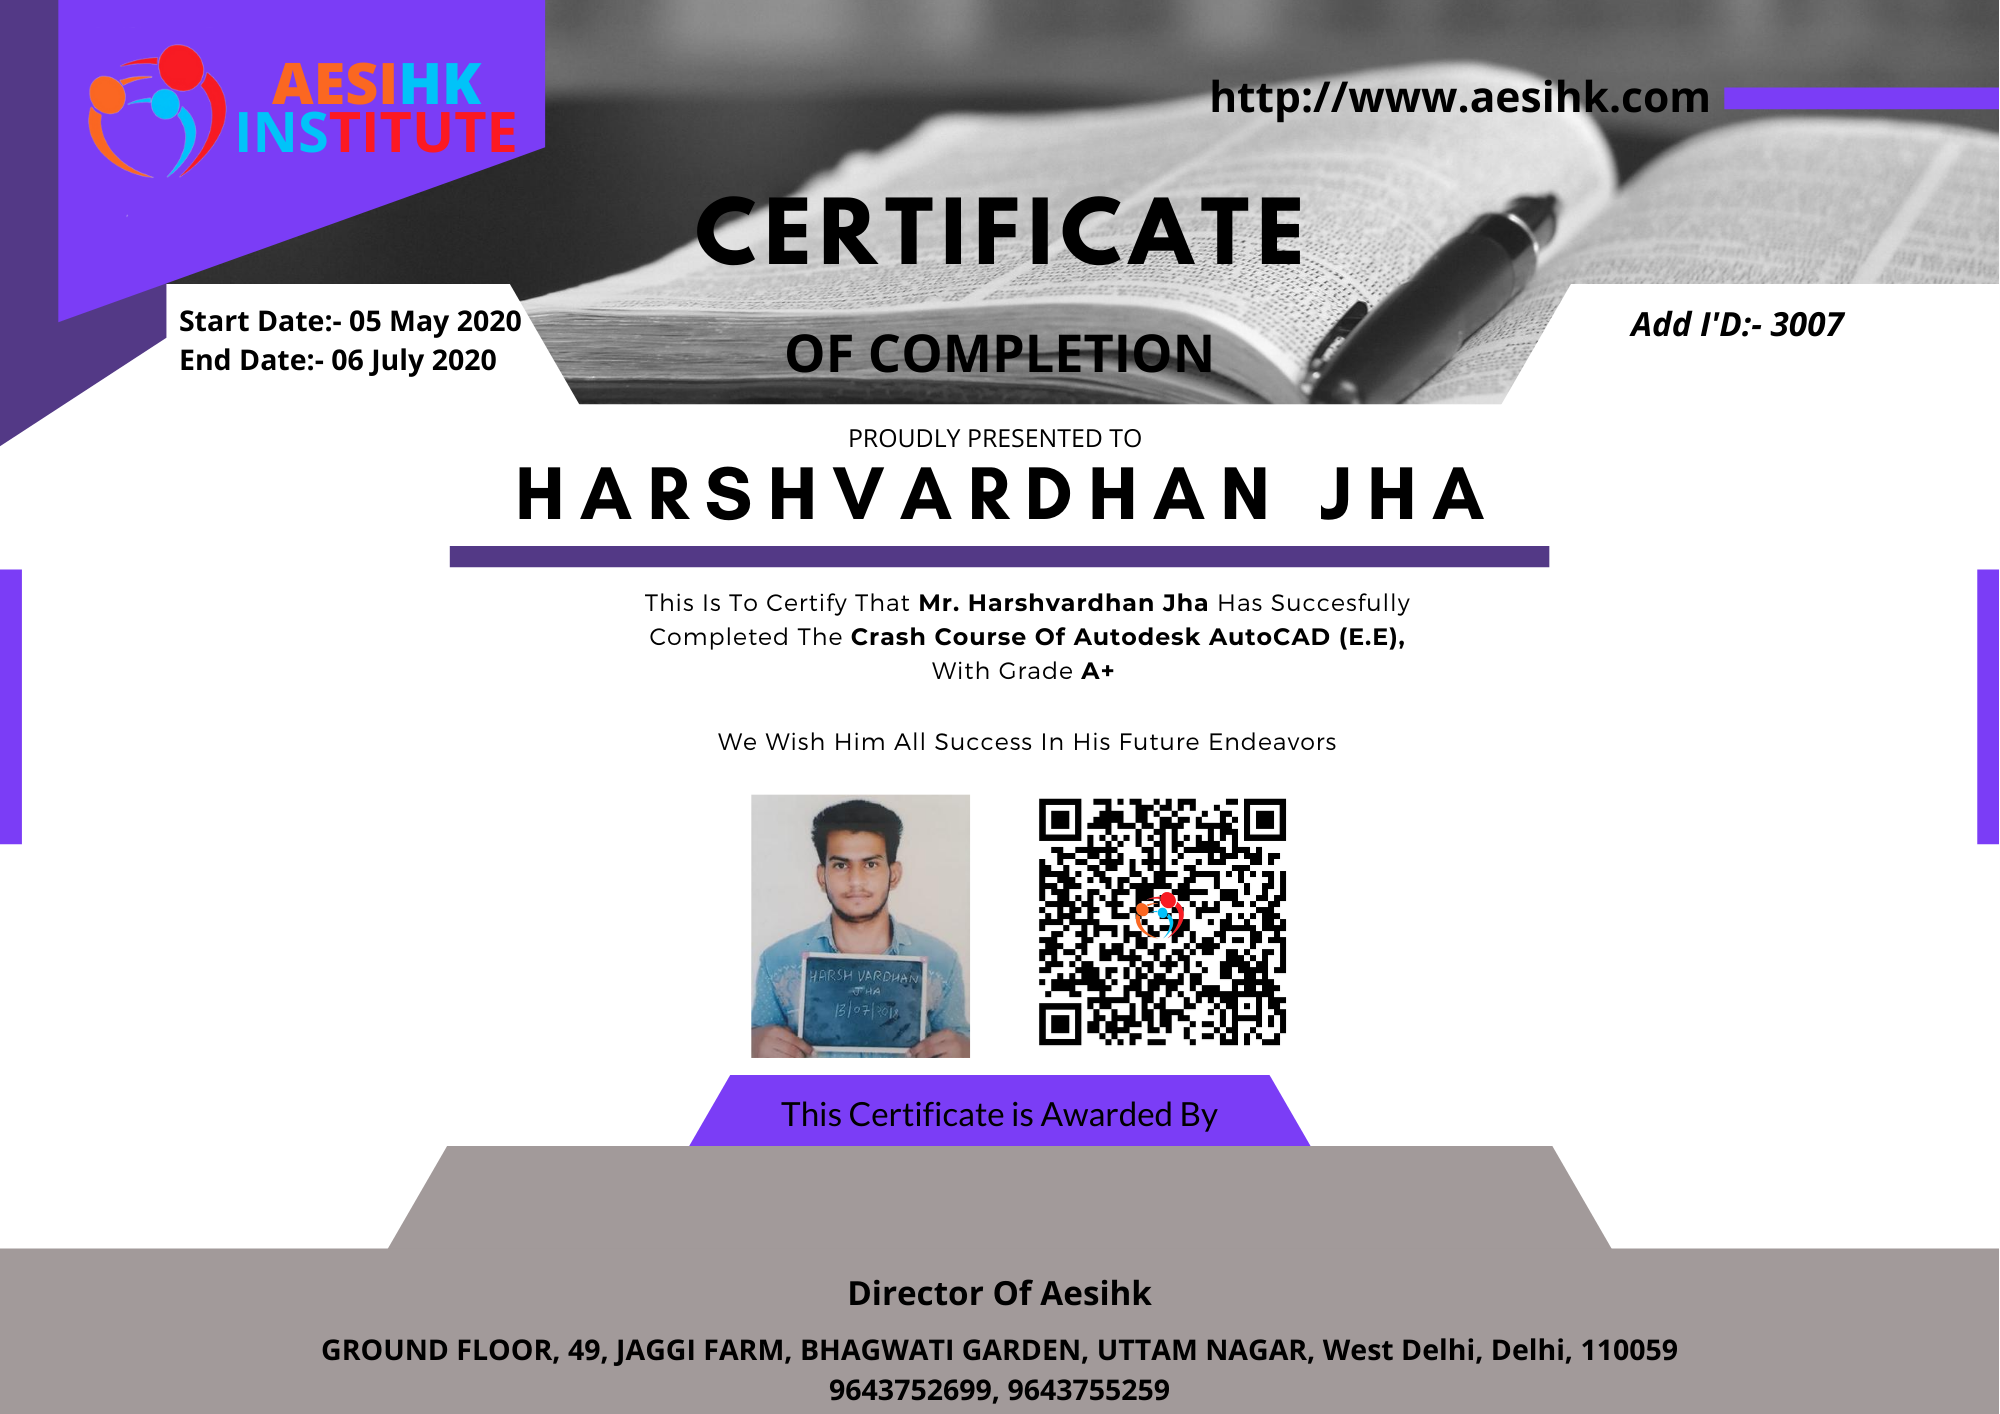 AESIHK
INSTITUTE
http://www.aesihk.com
CERTIFICATE
OF COMPLETION
Start Date:- 05 May 2020
End Date:- 06 July 2020
Add I'D:- 3007
PROUDLY PRESENTED TO
HARSHVARDHAN JHA
This Is To Certify That Mr. Harshvardhan Jha Has Succesfully
Completed The Crash Course Of Autodesk AutoCAD (E.E),
With Grade A+
We Wish Him All Success In His Future Endeavors
HARSH VARDHAN
JHA
This Certificate is Awarded By
Director Of Aesihk
GROUND FLOOR, 49, JAGGI FARM, BHAGWATI GARDEN, UTTAM NAGAR, West Delhi, Delhi, 110059
9643752699, 9643755259